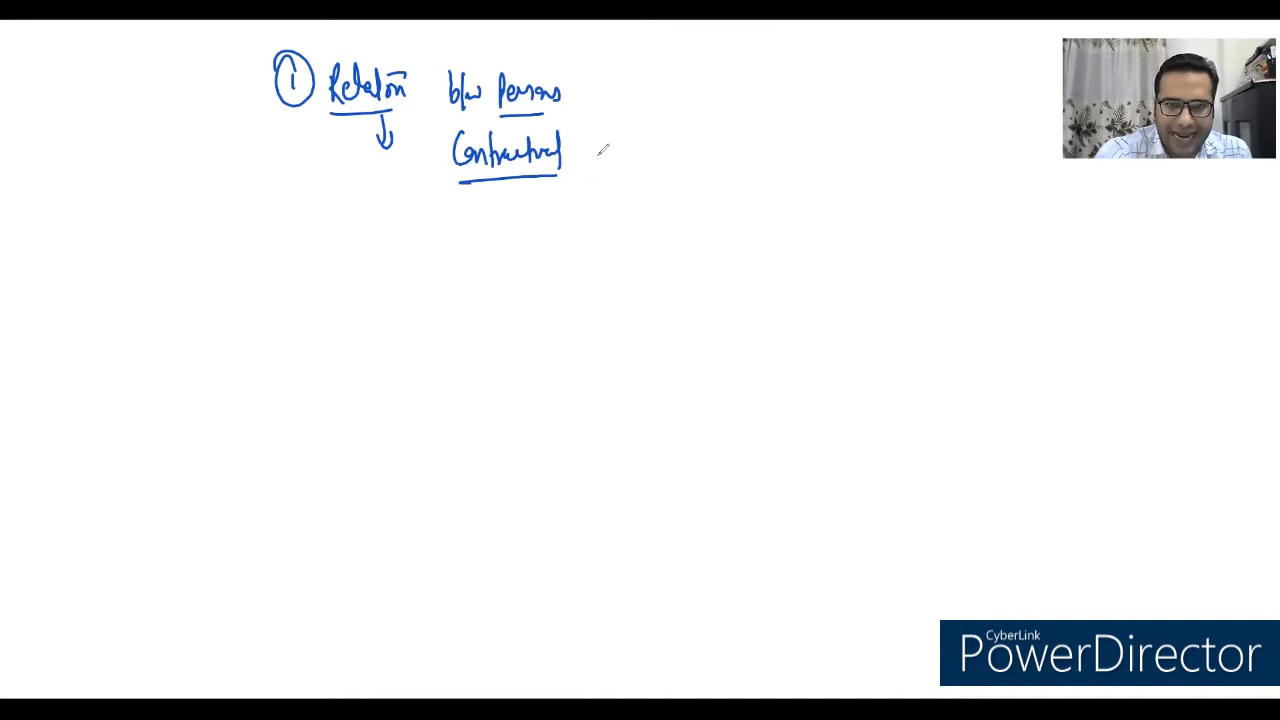 ① Relation b/w Persons
Contractual
CyberLink
PowerDirector